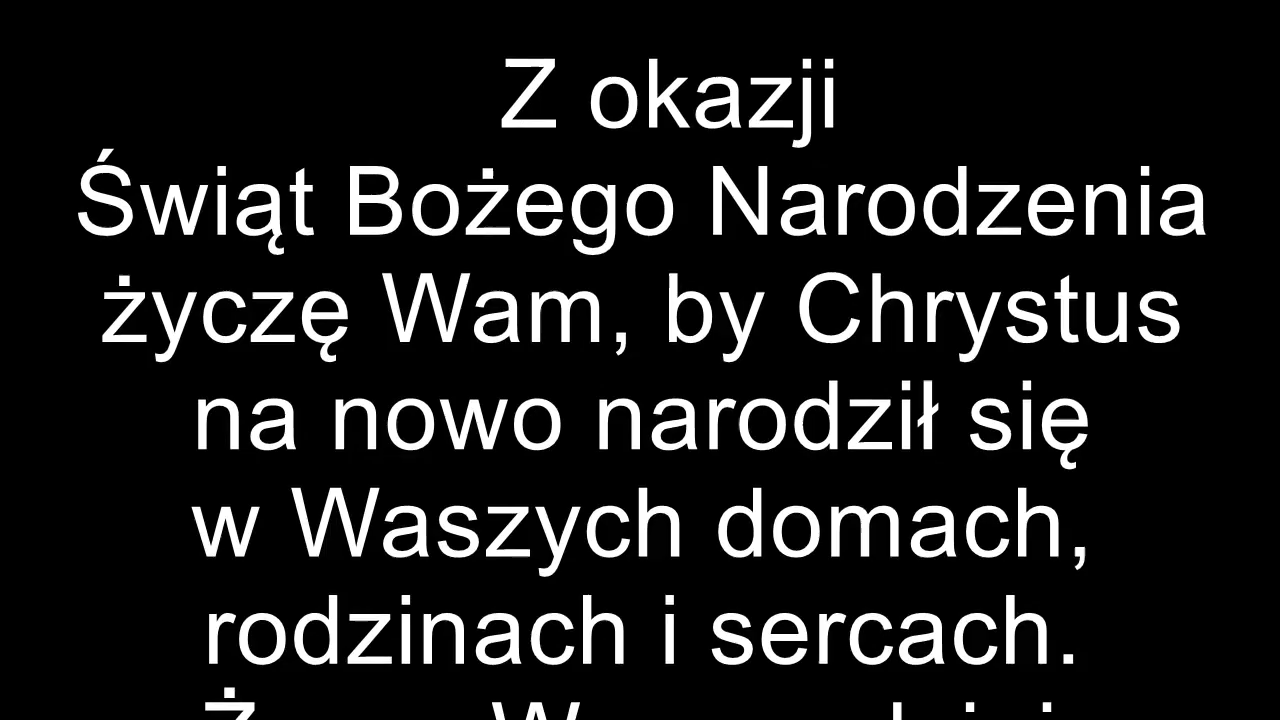 Z okazji
Świąt Bożego Narodzenia
życzę Wam, by Chrystus
na nowo narodził się
w Waszych domach,
rodzinach i sercach.